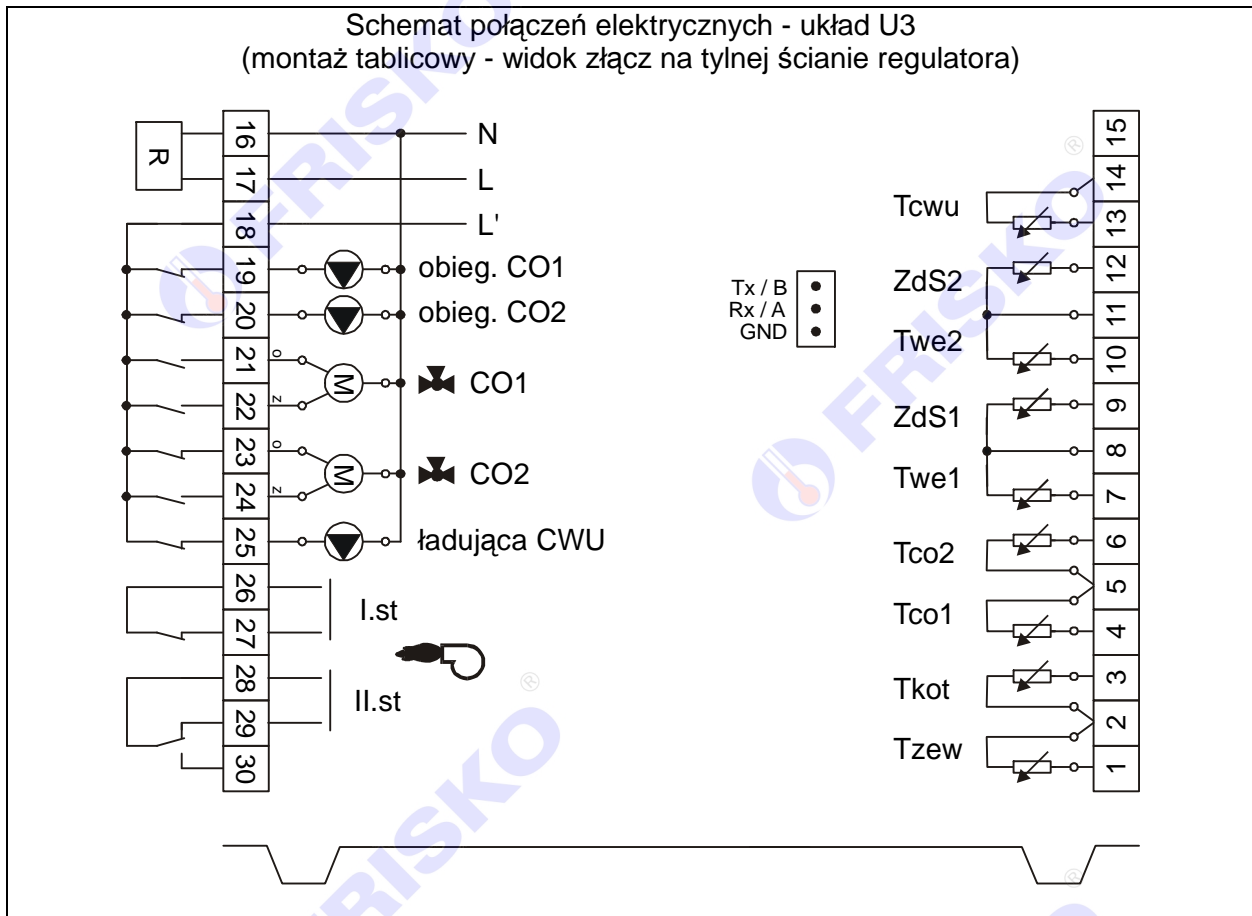 Schemat połączeń elektrycznych - układ U3
(montaż tablicowy - widok złącz na tylnej ścianie regulatora)
R
16
17
18
19
20
21
22
23
24
25
26
27
28
29
30
N
L
L'
obieg. CO1
obieg. CO2
o
z
M
CO1
o
z
M
CO2
ładująca CWU
I.st
II.st
Tx / B
Rx / A
GND
Tcwu
ZdS2
Twe2
ZdS1
Twe1
Tco2
Tco1
Tkot
Tzew
15
14
13
12
11
10
9
8
7
6
5
4
3
2
1
FRISKO
®
FRISKO
®
FRISKO
®